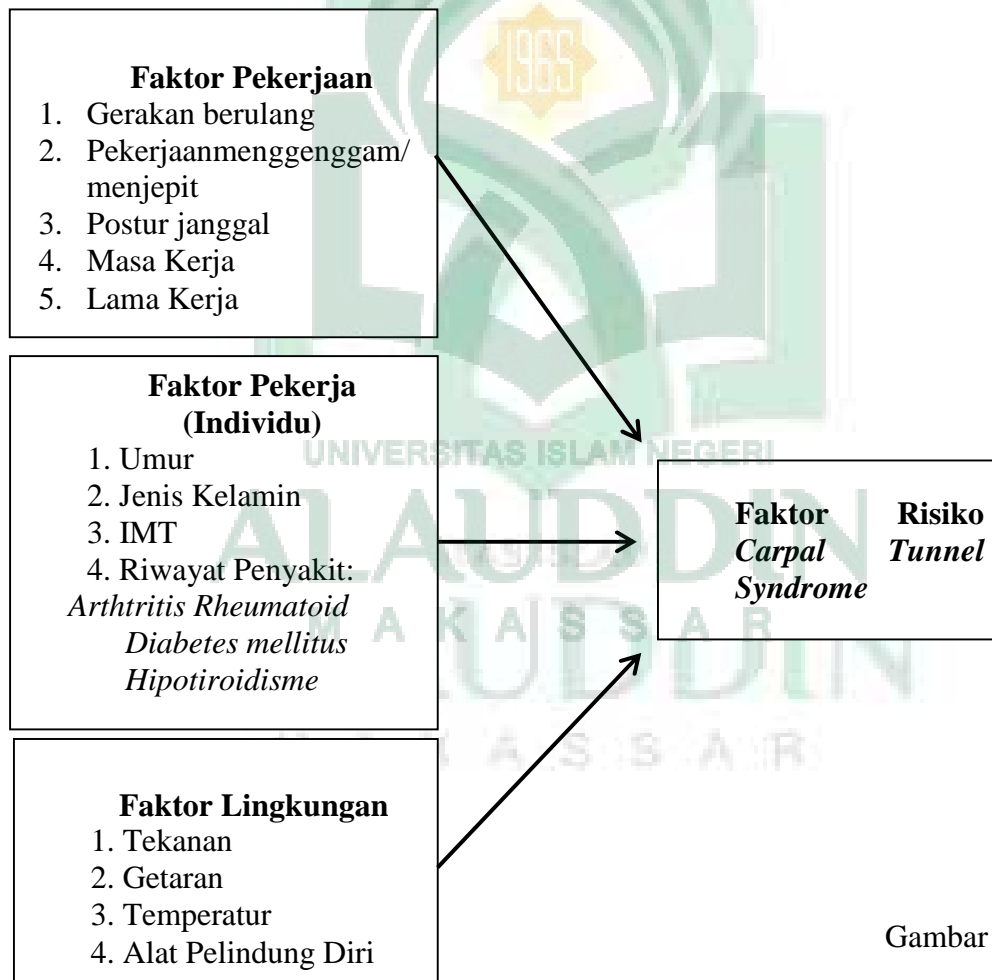 1965
Faktor Pekerjaan
1. Gerakan berulang
2. Pekerjaanmenggenggam/
menjepit
3. Postur janggal
4. Masa Kerja
5. Lama Kerja
Faktor Pekerja
(Individu)
1. Umur
2. Jenis Kelamin
3. IMT
4. Riwayat Penyakit:
Arthtritis Rheumatoid
Diabetes mellitus
Hipotiroidisme
Faktor Lingkungan
1. Tekanan
2. Getaran
3. Temperatur
4. Alat Pelindung Diri
UNIVERSITAS ISLAM NEGERI
ALAUDDIN
MAKASSAR
Faktor Risiko
Carpal Tunnel
Syndrome
Gambar